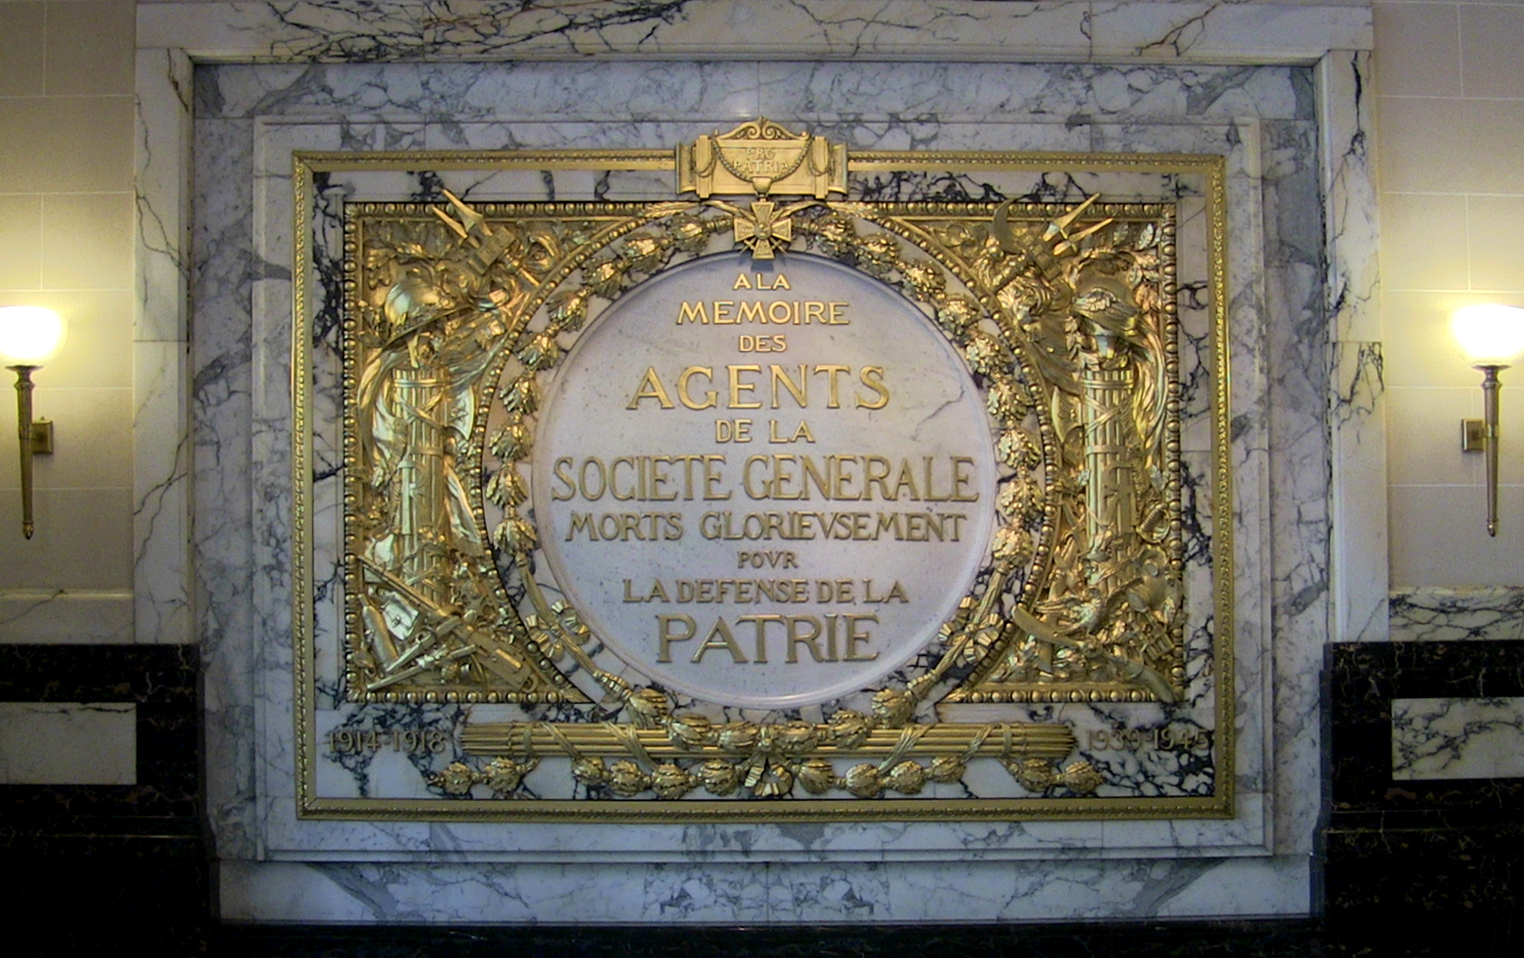 PRO
PATRIA
A LA
MEMOIRE
DES
AGENTS
DE LA
SOCIETE GENERALE
MORTS GLORIEVSEMENT
POVR
LA DEFENSE DE LA
PATRIE
1914-1918
1939-1945